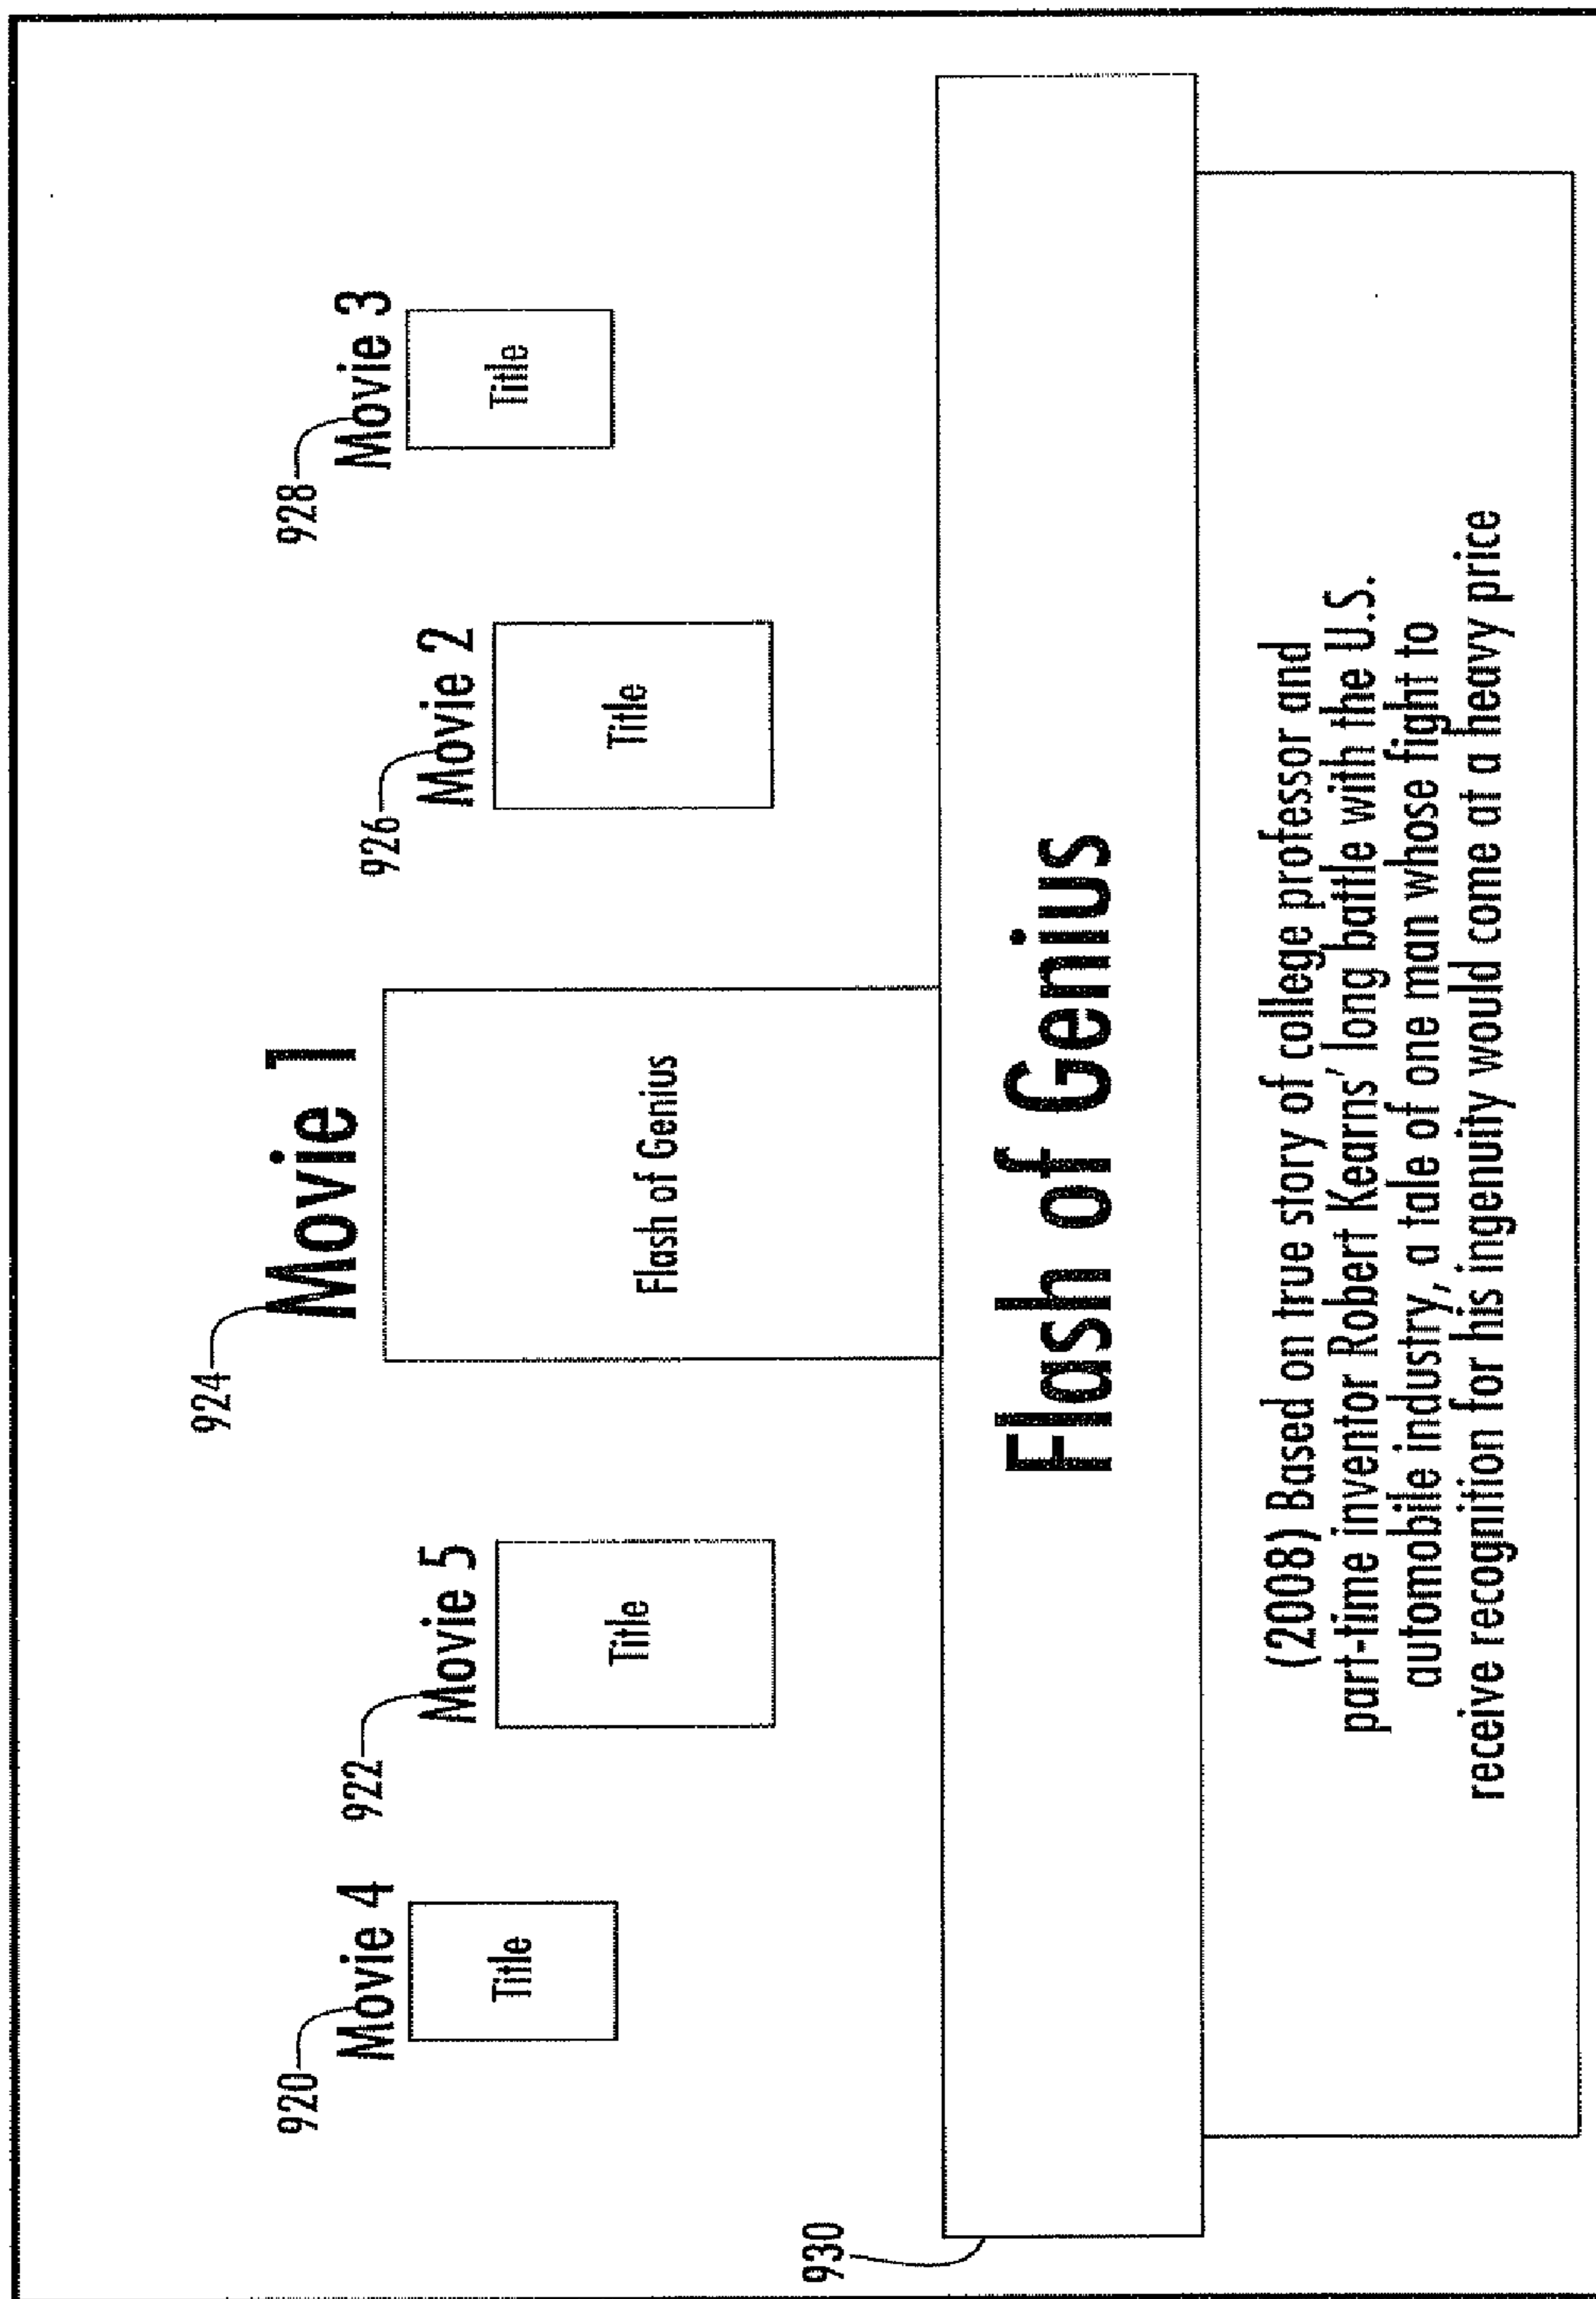 924
Movie 1
920
Movie 4
922
Movie 5
926
Movie 2
928
Movie 3
Title
Title
Flash of Genius
Title
Title
930
Flash of Genius
(2008) Based on true story of college professor and
part-time inventor Robert Kearns' long battle with the U.S.
automobile industry, a tale of one man whose fight to
receive recognition for his ingenuity would come at a heavy price